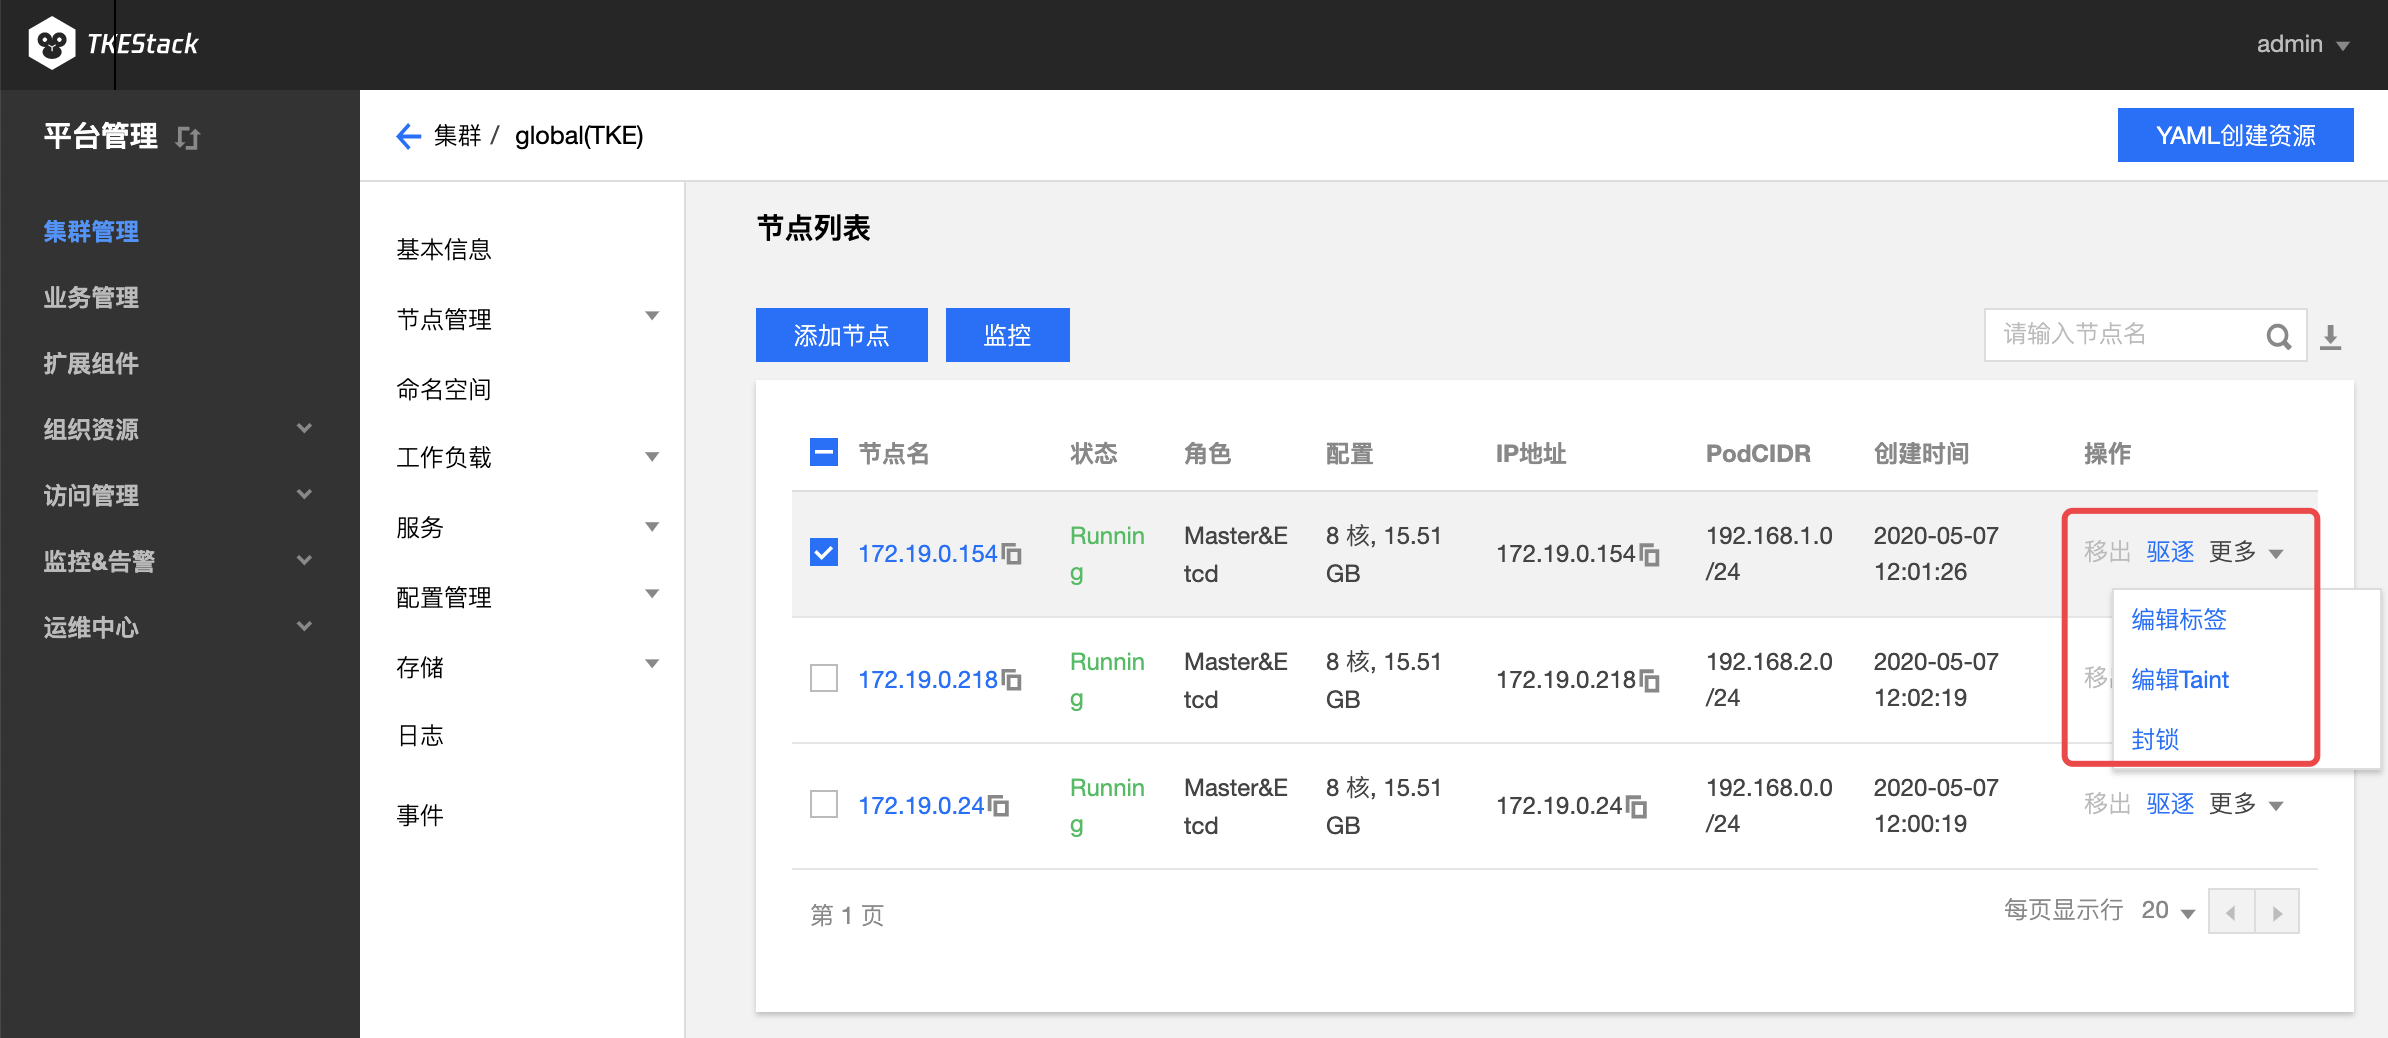 TKEStack
admin
平台管理
集群管理
业务管理
扩展组件
组织资源
访问管理
监控&告警
运维中心
集群 / global(TKE)
YAML创建资源
基本信息
节点管理
命名空间
工作负载
服务
配置管理
存储
日志
事件
节点列表
添加节点 监控
请输入节点名
节点名 状态 角色 配置 IP地址 PodCIDR 创建时间 操作
172.19.0.154 Runnin Master&E 8 核, 15.51 172.19.0.154 192.168.1.0 2020-05-07 移出 驱逐 更多
g tcd GB /24 12:01:26
编辑标签
172.19.0.218 Runnin Master&E 8 核, 15.51 172.19.0.218 192.168.2.0 2020-05-07 移
g tcd GB /24 12:02:19
编辑Taint
封锁
172.19.0.24 Runnin Master&E 8 核, 15.51 172.19.0.24 192.168.0.0 2020-05-07 移出 驱逐 更多
g tcd GB /24 12:00:19
第 1 页
每页显示行 20